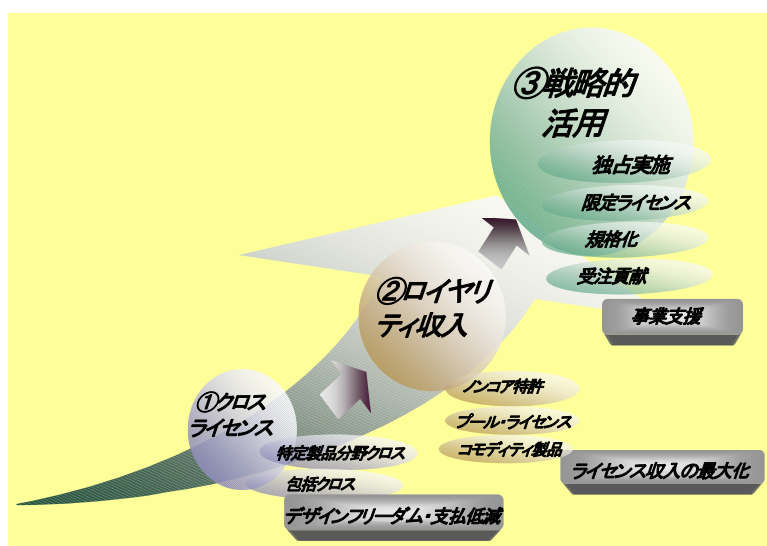 ③戦略的
活用
独占実施
限定ライセンス
規格化
受注貢献
事業支援
②ロイヤリ
ティ収入
ノンコア特許
プール・ライセンス
コモディティ製品
ライセンス収入の最大化
①クロス
ライセンス
特定製品分野クロス
包括クロス
デザインフリーダム・支払低減